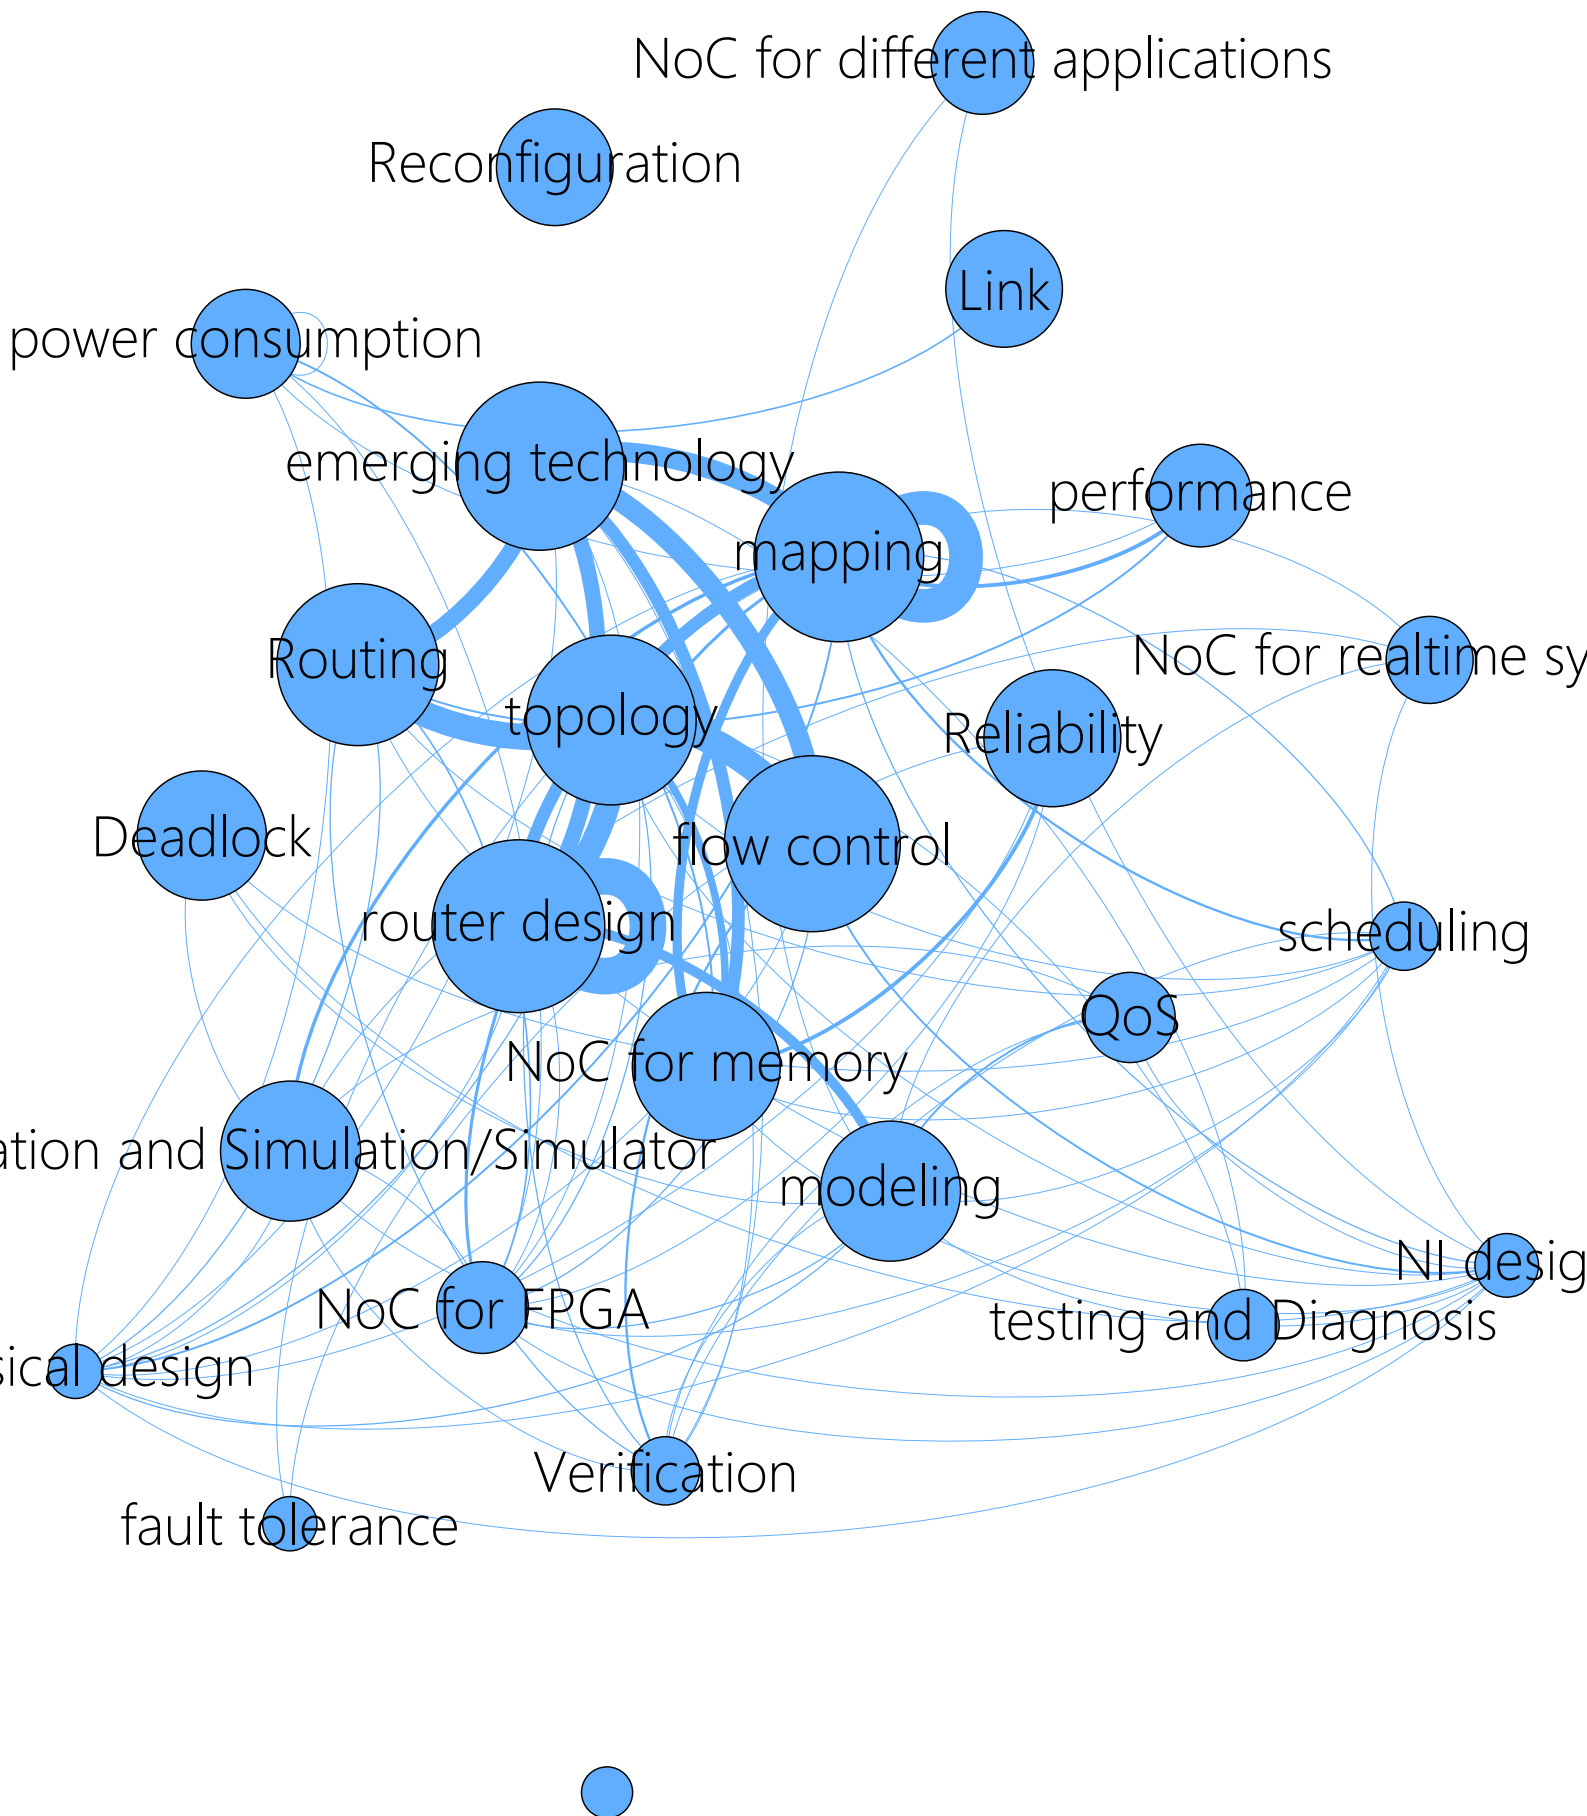 NoC for different applications
Reconfiguration
Link
power consumption
emerging technology
performance
mapping
Routing
NoC for realtime sy
topology
Reliability
Deadlock
flow control
router design
scheduling
QoS
NoC for memory
ation and Simulation/Simulator
modeling
NI desig
NoC for FPGA
testing and Diagnosis
sical design
Verification
fault tolerance